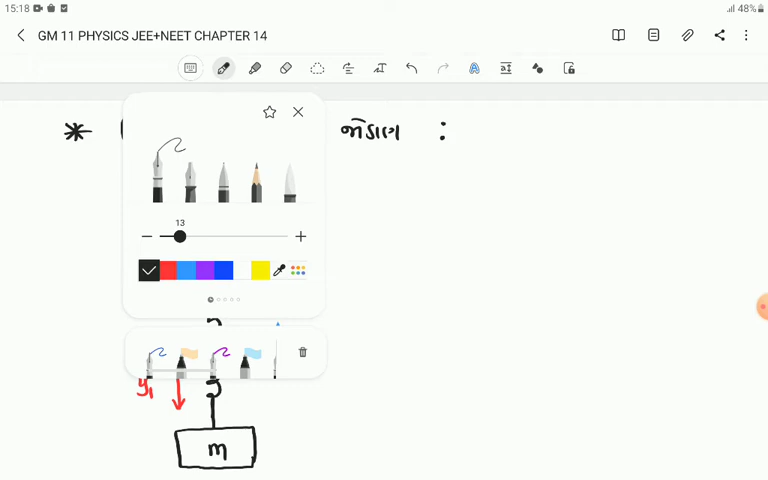 15:18 48%
GM 11 PHYSICS JEE+NEET CHAPTER 14
* જોડાણ :
13
y₁
m